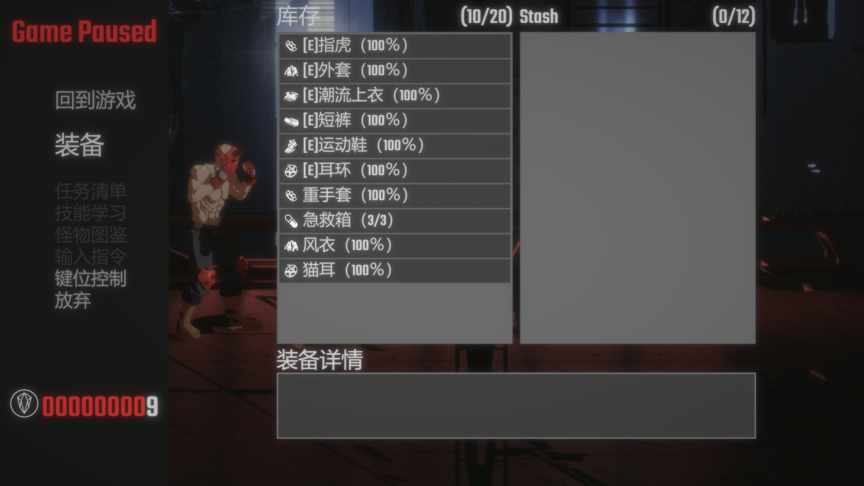 Game Paused
回到游戏
装备
任务清单
技能学习
怪物图鉴
输入指令
键位控制
放弃
000000009
库存 (10/20)
[E]指虎（100%）
[E]外套（100%）
[E]潮流上衣（100%）
[E]短裤（100%）
[E]运动鞋（100%）
[E]耳环（100%）
重手套（100%）
急救箱（3/3）
风衣（100%）
猫耳（100%）
Stash (0/12)
装备详情